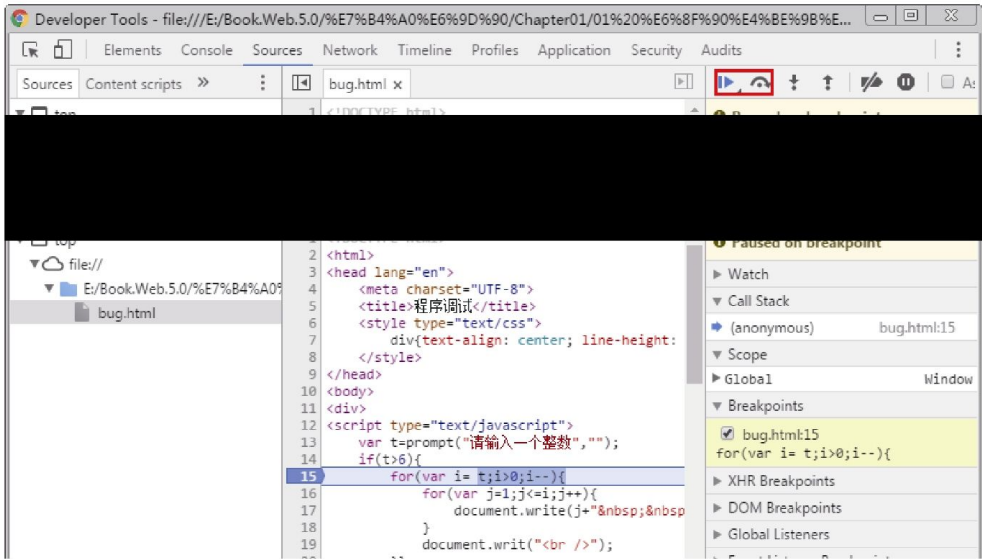 Developer Tools - file:///E:/Book.Web.5.0/%E7%B4%A0%E6%9D%90/Chapter01/01%20%E6%8F%90%E4%BE%9B%E...
Elements Console Sources Network Timeline Profiles Application Security Audits
Sources Content scripts »
bug.html ×
1 <!DOCTYPE html>
top
file://
E:/Book.Web.5.0/%E7%B4%A0%
bug.html
2 <html>
3 <head lang="en">
4 <meta charset="UTF-8">
5 <title>程序调试</title>
6 <style type="text/css">
7 div{text-align: center; line-height:
8 </style>
9 </head>
10 <body>
11 <div>
12 <script type="text/javascript">
13 var t=prompt("请输入一个整数","");
14 if(t>6){
15 for(var i= t;i>0;i--){
16 for(var j=1;j<=i;j++){
17 document.write(j+"&nbsp;&nbsp
18 }
19 document.writ("<br />");
Paused on breakpoint
Watch
Call Stack
(anonymous) bug.html:15
Scope
Global Window
Breakpoints
bug.html:15
for(var i= t;i>0;i--){
XHR Breakpoints
DOM Breakpoints
Global Listeners